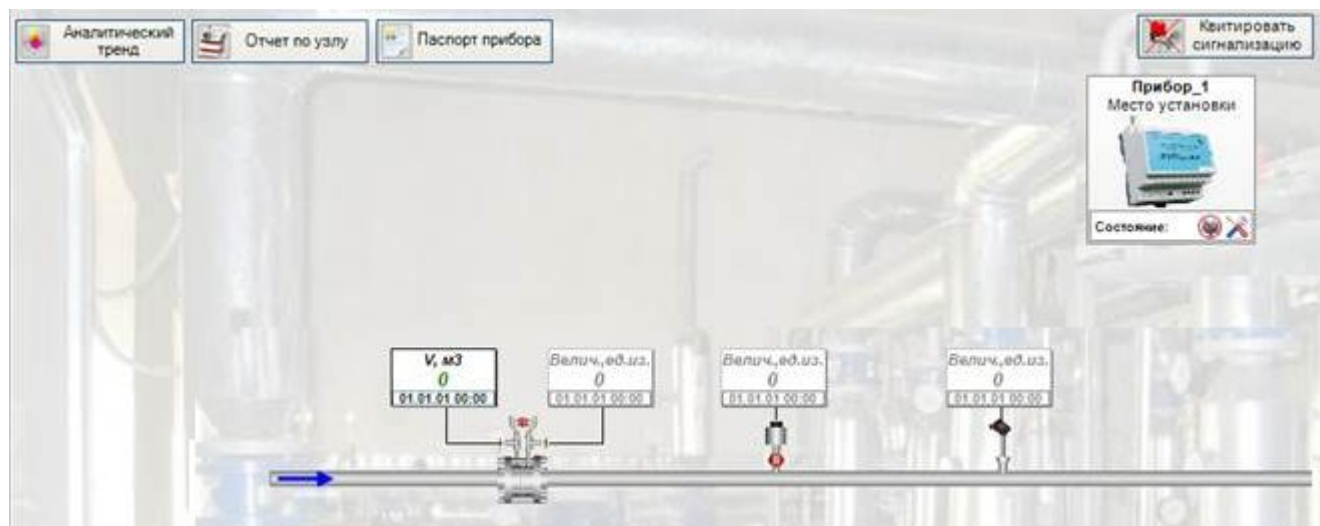 Аналитический
тренд
Отчет по узлу
Паспорт прибора
Квитировать
сигнализацию
Прибор_1
Место установки
Состояние:
V, м3
0
01.01.01 00:00
Велич.,ед.из.
0
01.01.01 00:00
Велич.,ед.из.
0
01.01.01 00:00
Велич.,ед.из.
0
01.01.01 00:00